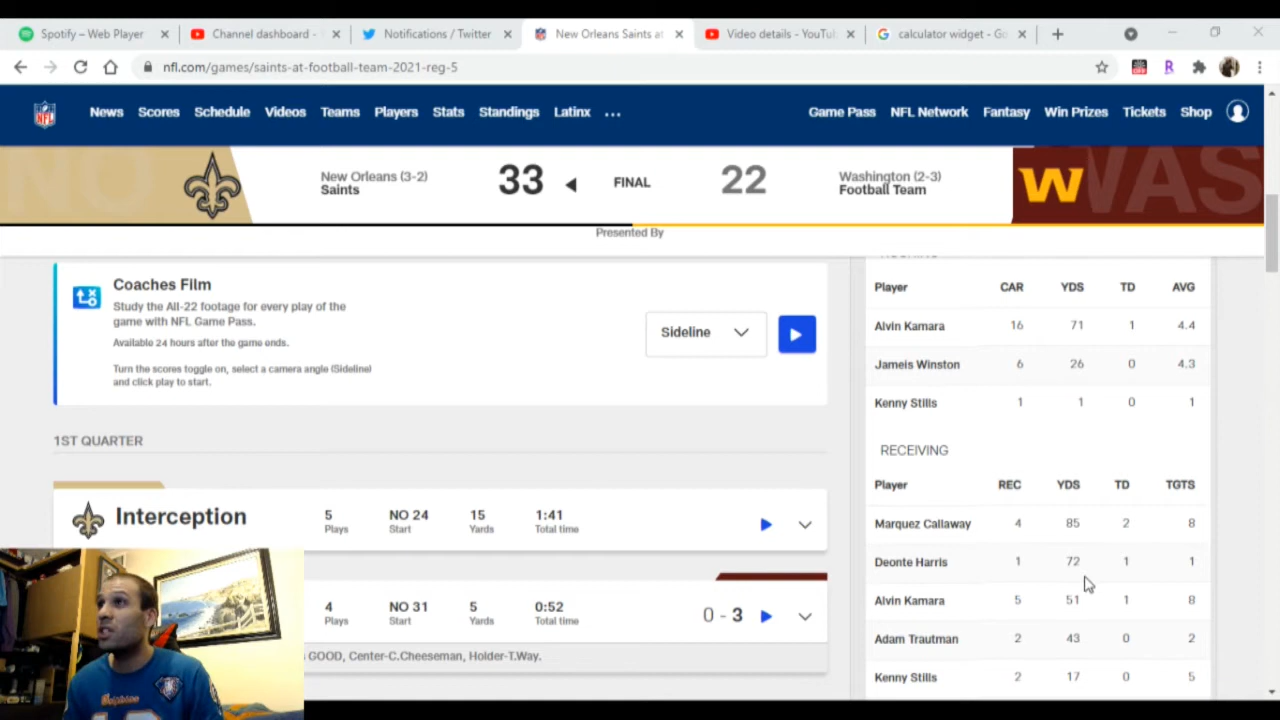 Spotify – Web Player
Channel dashboard -
Notifications / Twitter
New Orleans Saints at
Video details - YouTu
calculator widget - Go
nfl.com/games/saints-at-football-team-2021-reg-5
OFF
R
NFL
News Scores Schedule Videos Teams Players Stats Standings Latinx ... Game Pass NFL Network Fantasy Win Prizes Tickets Shop
NO
New Orleans (3-2)
Saints
33
FINAL
22
Washington (2-3)
Football Team
W
WAS
Presented By
Coaches Film
Study the All-22 footage for every play of the
game with NFL Game Pass.
Available 24 hours after the game ends.
Turn the scores toggle on, select a camera angle (Sideline)
and click play to start.
Sideline
1ST QUARTER
Interception
5 NO 24 15 1:41
Plays Start Yards Total time
4 NO 31 5 0:52
Plays Start Yards Total time
0 - 3
GOOD, Center-C.Cheeseman, Holder-T.Way.
Player CAR YDS TD AVG
Alvin Kamara 16 71 1 4.4
Jameis Winston 6 26 0 4.3
Kenny Stills 1 1 0 1
RECEIVING
Player REC YDS TD TGTS
Marquez Callaway 4 85 2 8
Deonte Harris 1 72 1 1
Alvin Kamara 5 51 1 8
Adam Trautman 2 43 0 2
Kenny Stills 2 17 0 5